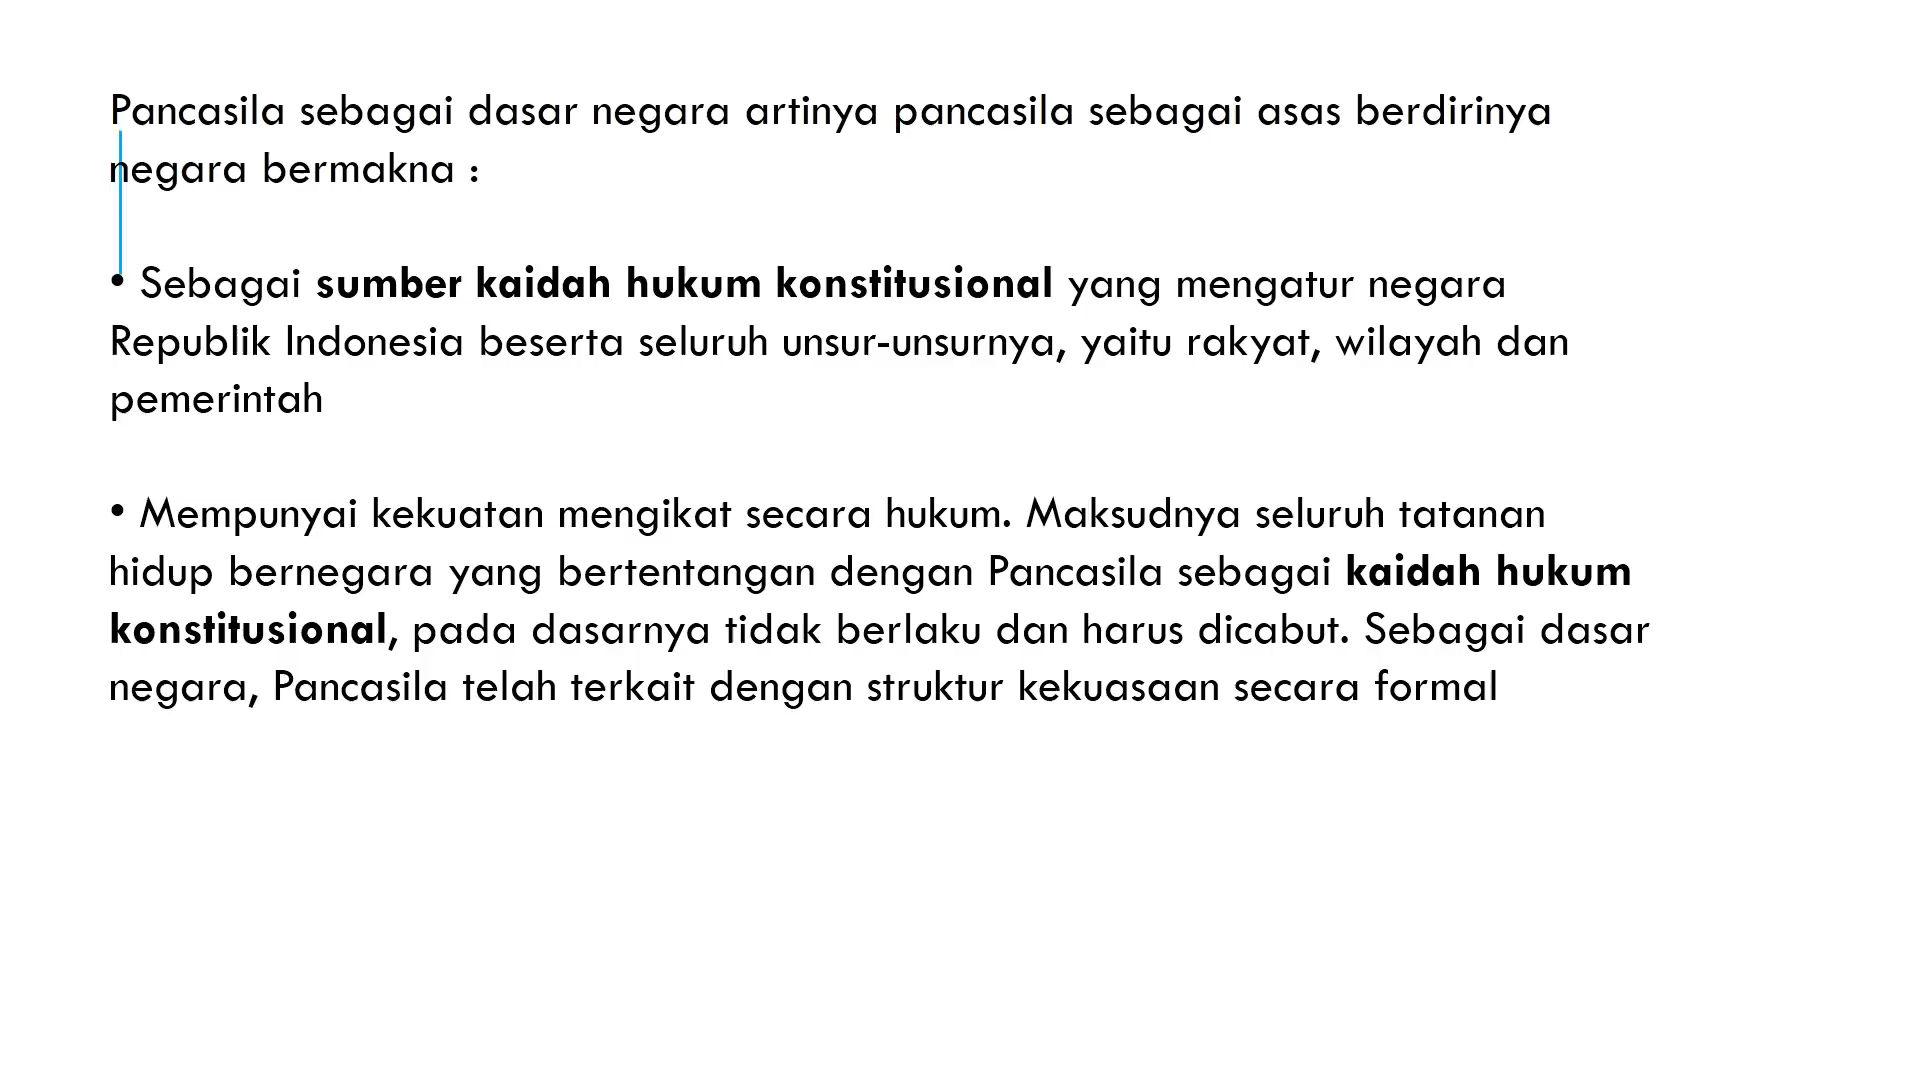 Pancasila sebagai dasar negara artinya pancasila sebagai asas berdirinya
negara bermakna :
• Sebagai sumber kaidah hukum konstitusional yang mengatur negara
Republik Indonesia beserta seluruh unsur-unsurnya, yaitu rakyat, wilayah dan
pemerintah
• Mempunyai kekuatan mengikat secara hukum. Maksudnya seluruh tatanan
hidup bernegara yang bertentangan dengan Pancasila sebagai kaidah hukum
konstitusional, pada dasarnya tidak berlaku dan harus dicabut. Sebagai dasar
negara, Pancasila telah terkait dengan struktur kekuasaan secara formal